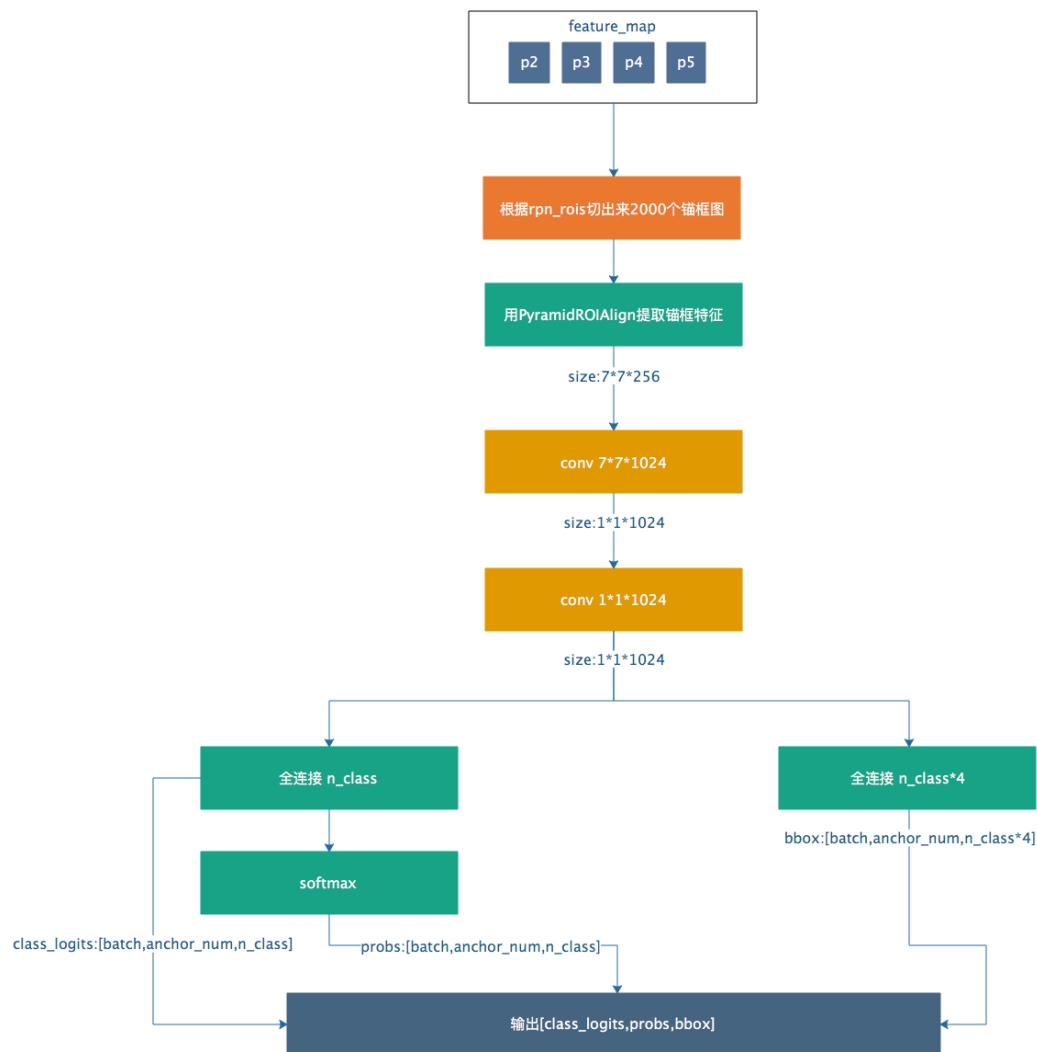 feature_map
p2 p3 p4 p5
根据rpn_rois切出来2000个锚框图
用PyramidROIAlign提取锚框特征
size:7*7*256
conv 7*7*1024
size:1*1*1024
conv 1*1*1024
size:1*1*1024
全连接 n_class
全连接 n_class*4
bbox:[batch,anchor_num,n_class*4]
softmax
class_logits:[batch,anchor_num,n_class]
probs:[batch,anchor_num,n_class]
输出[class_logits,probs,bbox]